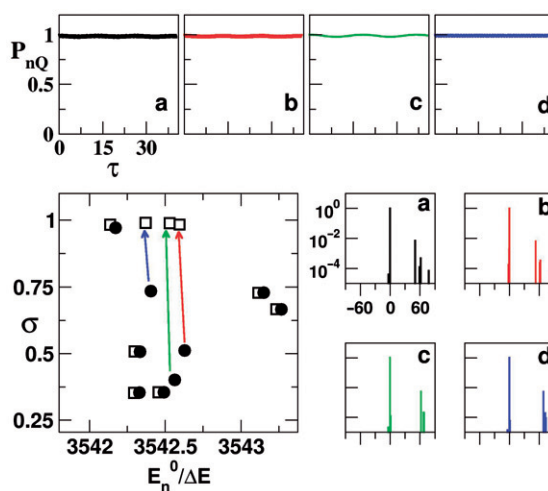 P_nQ
1
0.5
0
a
b
c
d
0 15 30
τ
σ
1
0.75
0.5
0.25
3542 3542.5 3543
E_n^0/ΔE
10^0
10^-2
10^-4
a
b
-60 0 60
c
d